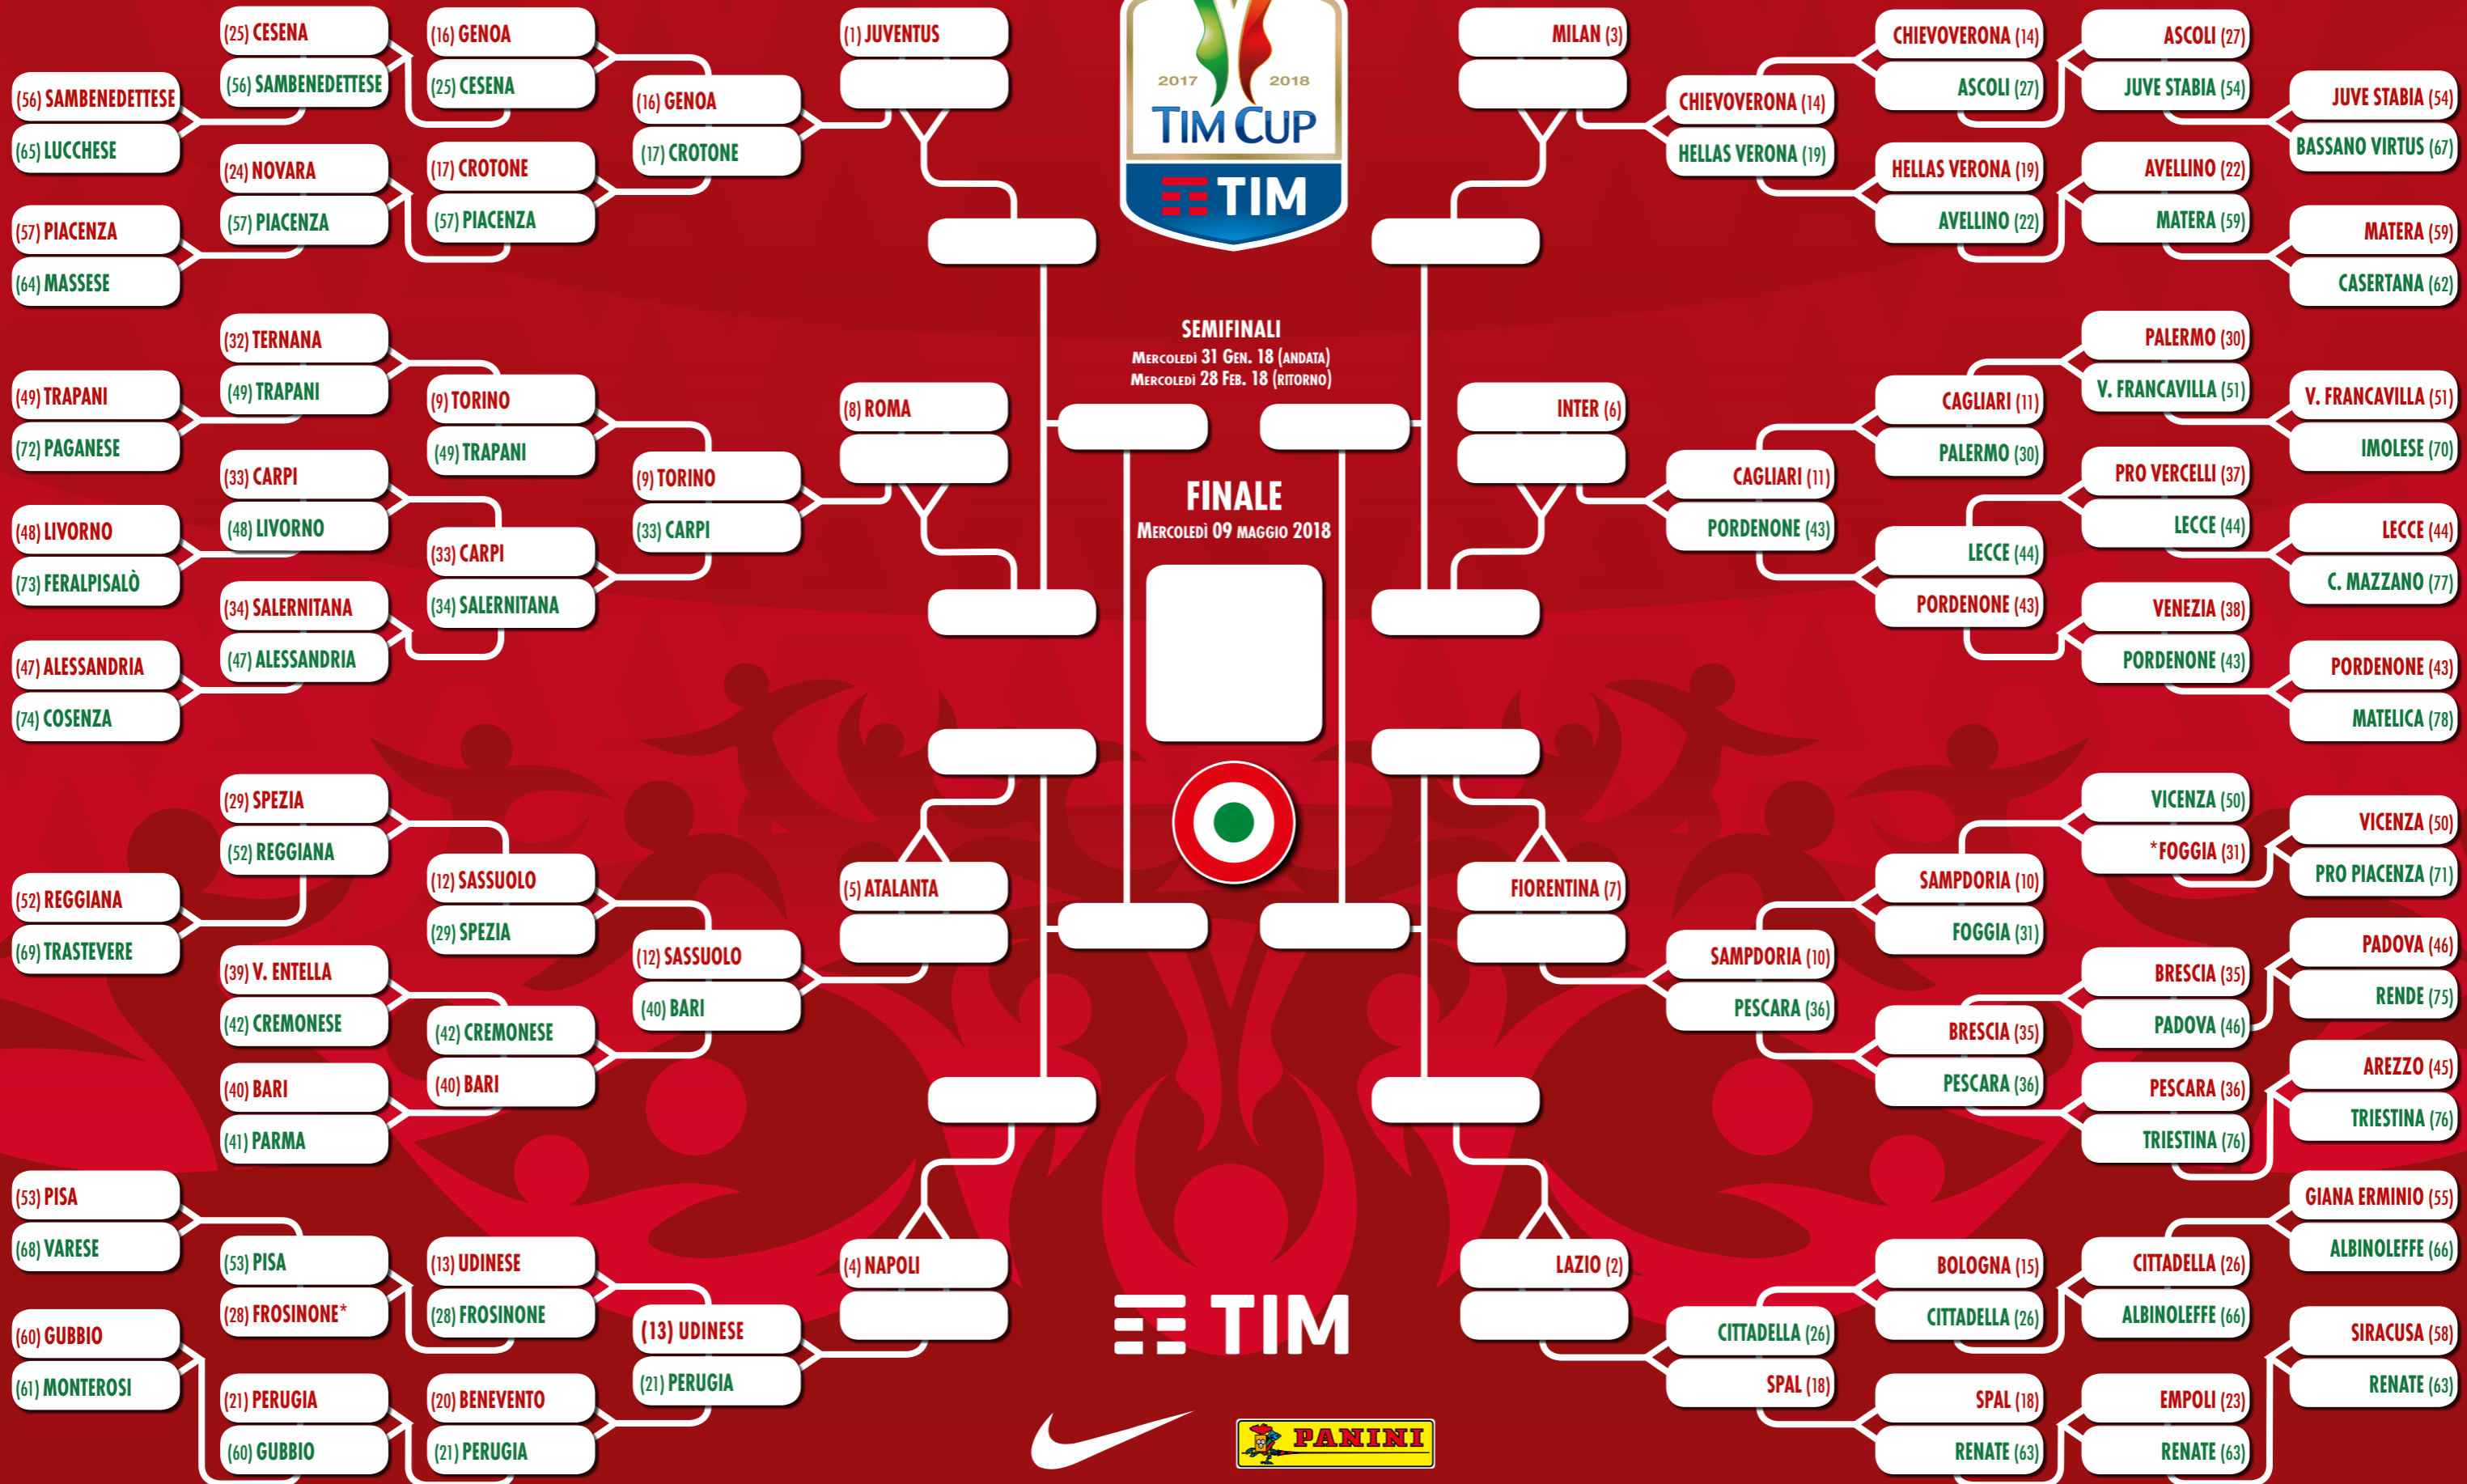 (56) SAMBENEDETTESE
(65) LUCCHESE
(57) PIACENZA
(64) MASSESE
(49) TRAPANI
(72) PAGANESE
(48) LIVORNO
(73) FERALPISALÒ
(47) ALESSANDRIA
(74) COSENZA
(52) REGGIANA
(69) TRASTEVERE
(53) PISA
(68) VARESE
(60) GUBBIO
(61) MONTEROSI
(25) CESENA
(56) SAMBENEDETTESE
(24) NOVARA
(57) PIACENZA
(32) TERNANA
(49) TRAPANI
(33) CARPI
(48) LIVORNO
(34) SALERNITANA
(47) ALESSANDRIA
(29) SPEZIA
(52) REGGIANA
(39) V. ENTELLA
(42) CREMONESE
(40) BARI
(41) PARMA
(53) PISA
(28) FROSINONE*
(21) PERUGIA
(60) GUBBIO
(16) GENOA
(25) CESENA
(17) CROTONE
(57) PIACENZA
(9) TORINO
(49) TRAPANI
(33) CARPI
(34) SALERNITANA
(12) SASSUOLO
(29) SPEZIA
(42) CREMONESE
(40) BARI
(13) UDINESE
(28) FROSINONE
(20) BENEVENTO
(21) PERUGIA
(16) GENOA
(17) CROTONE
(9) TORINO
(33) CARPI
(12) SASSUOLO
(40) BARI
(13) UDINESE
(21) PERUGIA
(1) JUVENTUS
(8) ROMA
(5) ATALANTA
(4) NAPOLI
2017 2018
TIM CUP
TIM
SEMIFINALI
MERCOLEDÌ 31 GEN. 18 (ANDATA)
MERCOLEDÌ 28 FEB. 18 (RITORNO)
FINALE
MERCOLEDÌ 09 MAGGIO 2018
TIM
PANINI
MILAN (3)
INTER (6)
FIORENTINA (7)
LAZIO (2)
CHIEVOVERONA (14)
HELLAS VERONA (19)
CAGLIARI (11)
PORDENONE (43)
SAMPDORIA (10)
PESCARA (36)
CITTADELLA (26)
SPAL (18)
CHIEVOVERONA (14)
ASCOLI (27)
HELLAS VERONA (19)
AVELLINO (22)
CAGLIARI (11)
PALERMO (30)
LECCE (44)
PORDENONE (43)
SAMPDORIA (10)
FOGGIA (31)
BRESCIA (35)
PESCARA (36)
BOLOGNA (15)
CITTADELLA (26)
SPAL (18)
RENATE (63)
ASCOLI (27)
JUVE STABIA (54)
AVELLINO (22)
MATERA (59)
PALERMO (30)
V. FRANCAVILLA (51)
PRO VERCELLI (37)
LECCE (44)
VENEZIA (38)
PORDENONE (43)
VICENZA (50)
*FOGGIA (31)
BRESCIA (35)
PADOVA (46)
PESCARA (36)
TRIESTINA (76)
CITTADELLA (26)
ALBINOLEFFE (66)
EMPOLI (23)
RENATE (63)
JUVE STABIA (54)
BASSANO VIRTUS (67)
MATERA (59)
CASERTANA (62)
V. FRANCAVILLA (51)
IMOLESE (70)
LECCE (44)
C. MAZZANO (77)
PORDENONE (43)
MATELICA (78)
VICENZA (50)
PRO PIACENZA (71)
PADOVA (46)
RENDE (75)
AREZZO (45)
TRIESTINA (76)
GIANA ERMINIO (55)
ALBINOLEFFE (66)
SIRACUSA (58)
RENATE (63)